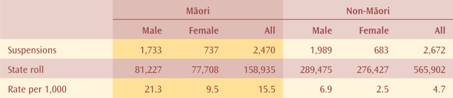 Māori Non-Māori
Male Female All Male Female All
Suspensions 1,733 737 2,470 1,989 683 2,672
State roll 81,227 77,708 158,935 289,475 276,427 565,902
Rate per 1,000 21.3 9.5 15.5 6.9 2.5 4.7